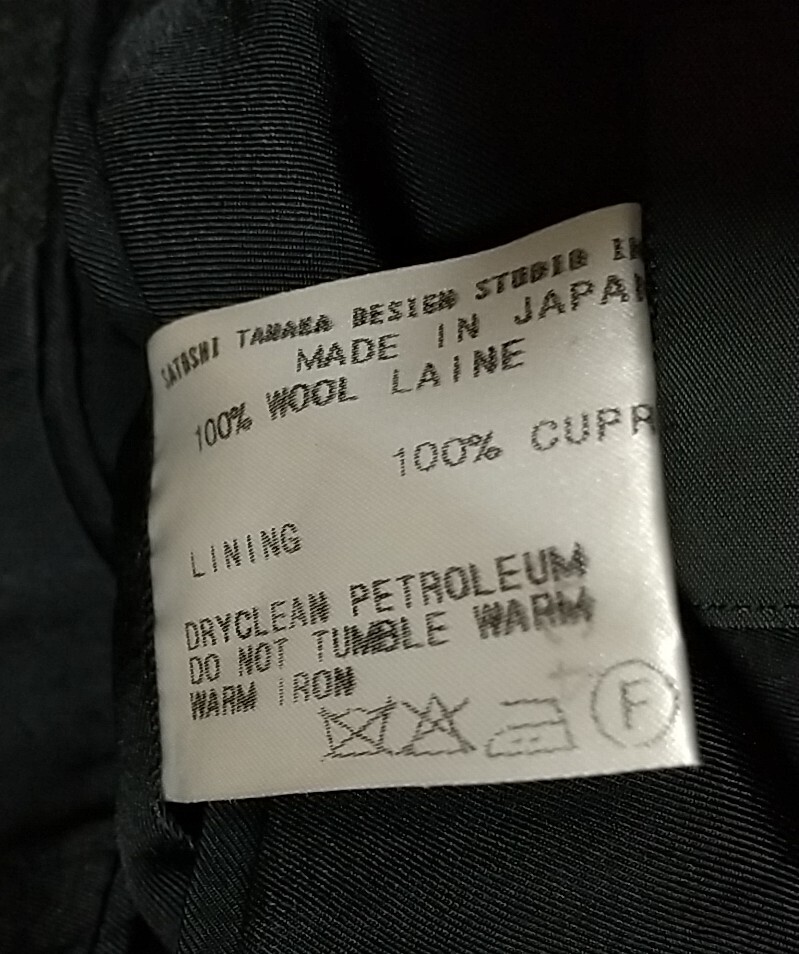 SATOSHI TANAKA DESIGN STUDIO IN
MADE IN JAPAN
100% WOOL LAINE
100% CUPR
LINING
DRYCLEAN PETROLEUM
DO NOT TUMBLE WARM
WARM IRON
F